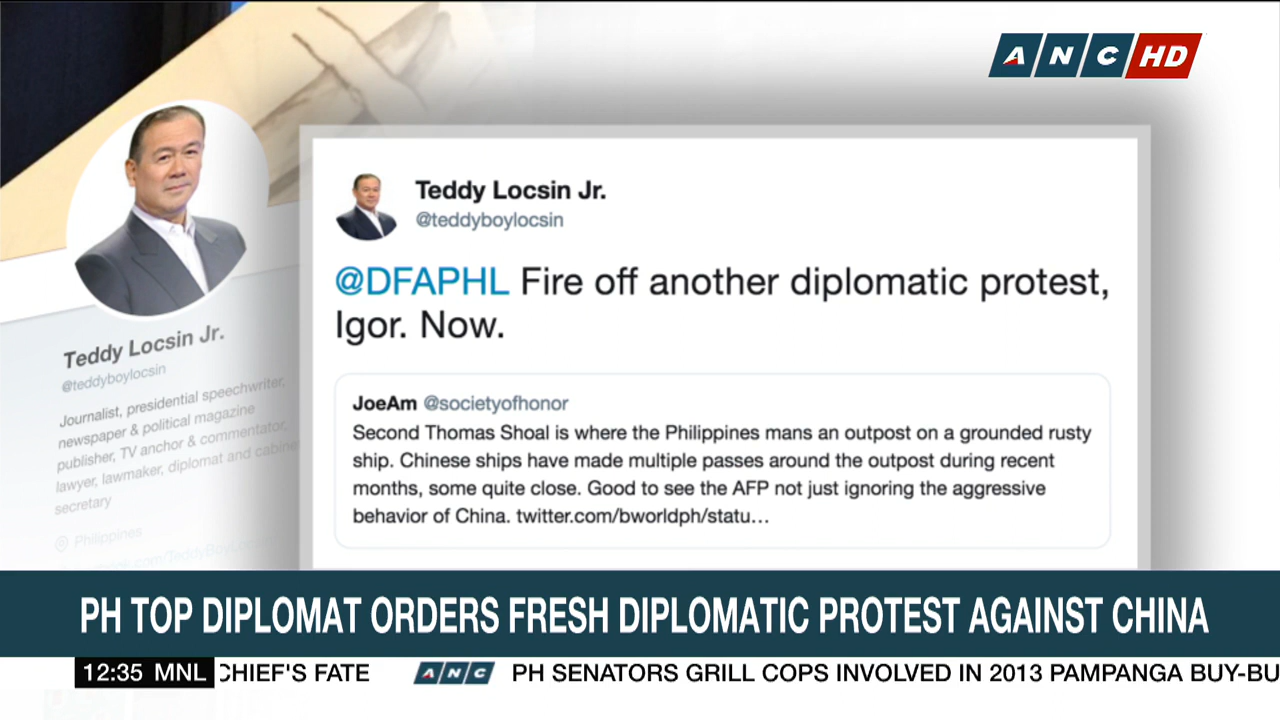 ANC HD
Teddy Locsin Jr.
@teddyboylocsin
@DFAPHL Fire off another diplomatic protest,
Igor. Now.
JoeAm @societyofhonor
Second Thomas Shoal is where the Philippines mans an outpost on a grounded rusty
ship. Chinese ships have made multiple passes around the outpost during recent
months, some quite close. Good to see the AFP not just ignoring the aggressive
behavior of China. twitter.com/bworldph/statu...
Teddy Locsin Jr.
@teddyboylocsin
Journalist, presidential speechwriter,
newspaper & political magazine
publisher, TV anchor & commentator,
lawyer, lawmaker, diplomat and cabine
secretary
Philippines
PH TOP DIPLOMAT ORDERS FRESH DIPLOMATIC PROTEST AGAINST CHINA
12:35 MNL CHIEF'S FATE ANC PH SENATORS GRILL COPS INVOLVED IN 2013 PAMPANGA BUY-BU